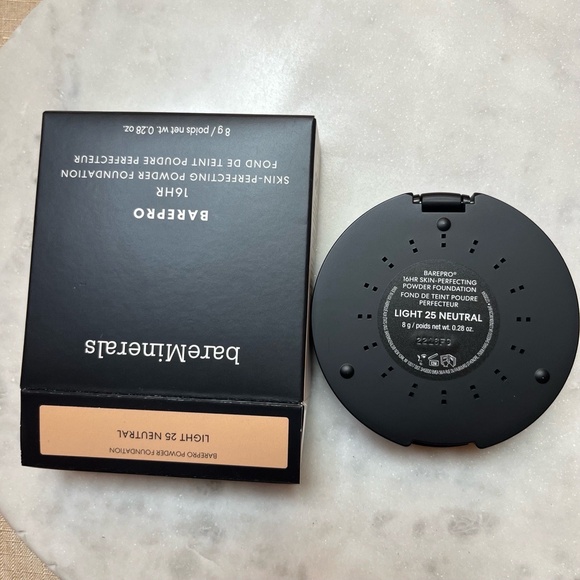 bareMinerals
BAREPRO
16HR
SKIN-PERFECTING POWDER FOUNDATION
FOND DE TEINT POUDRE PERFECTEUR
8 g / poids net wt. 0.28 oz.
BAREPRO POWDER FOUNDATION
LIGHT 25 NEUTRAL
BAREPRO®
16HR SKIN-PERFECTING
POWDER FOUNDATION
FOND DE TEINT POUDRE
PERFECTEUR
LIGHT 25 NEUTRAL
8 g / poids net wt. 0.28 oz.